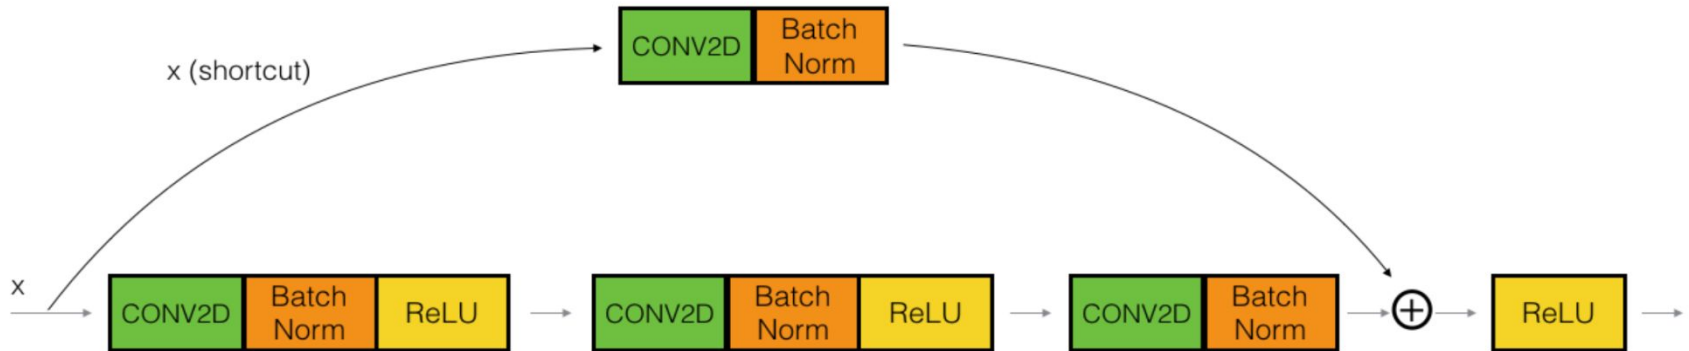 CONV2D
Batch
Norm
x (shortcut)
x
CONV2D
Batch
Norm
ReLU
CONV2D
Batch
Norm
ReLU
CONV2D
Batch
Norm
ReLU